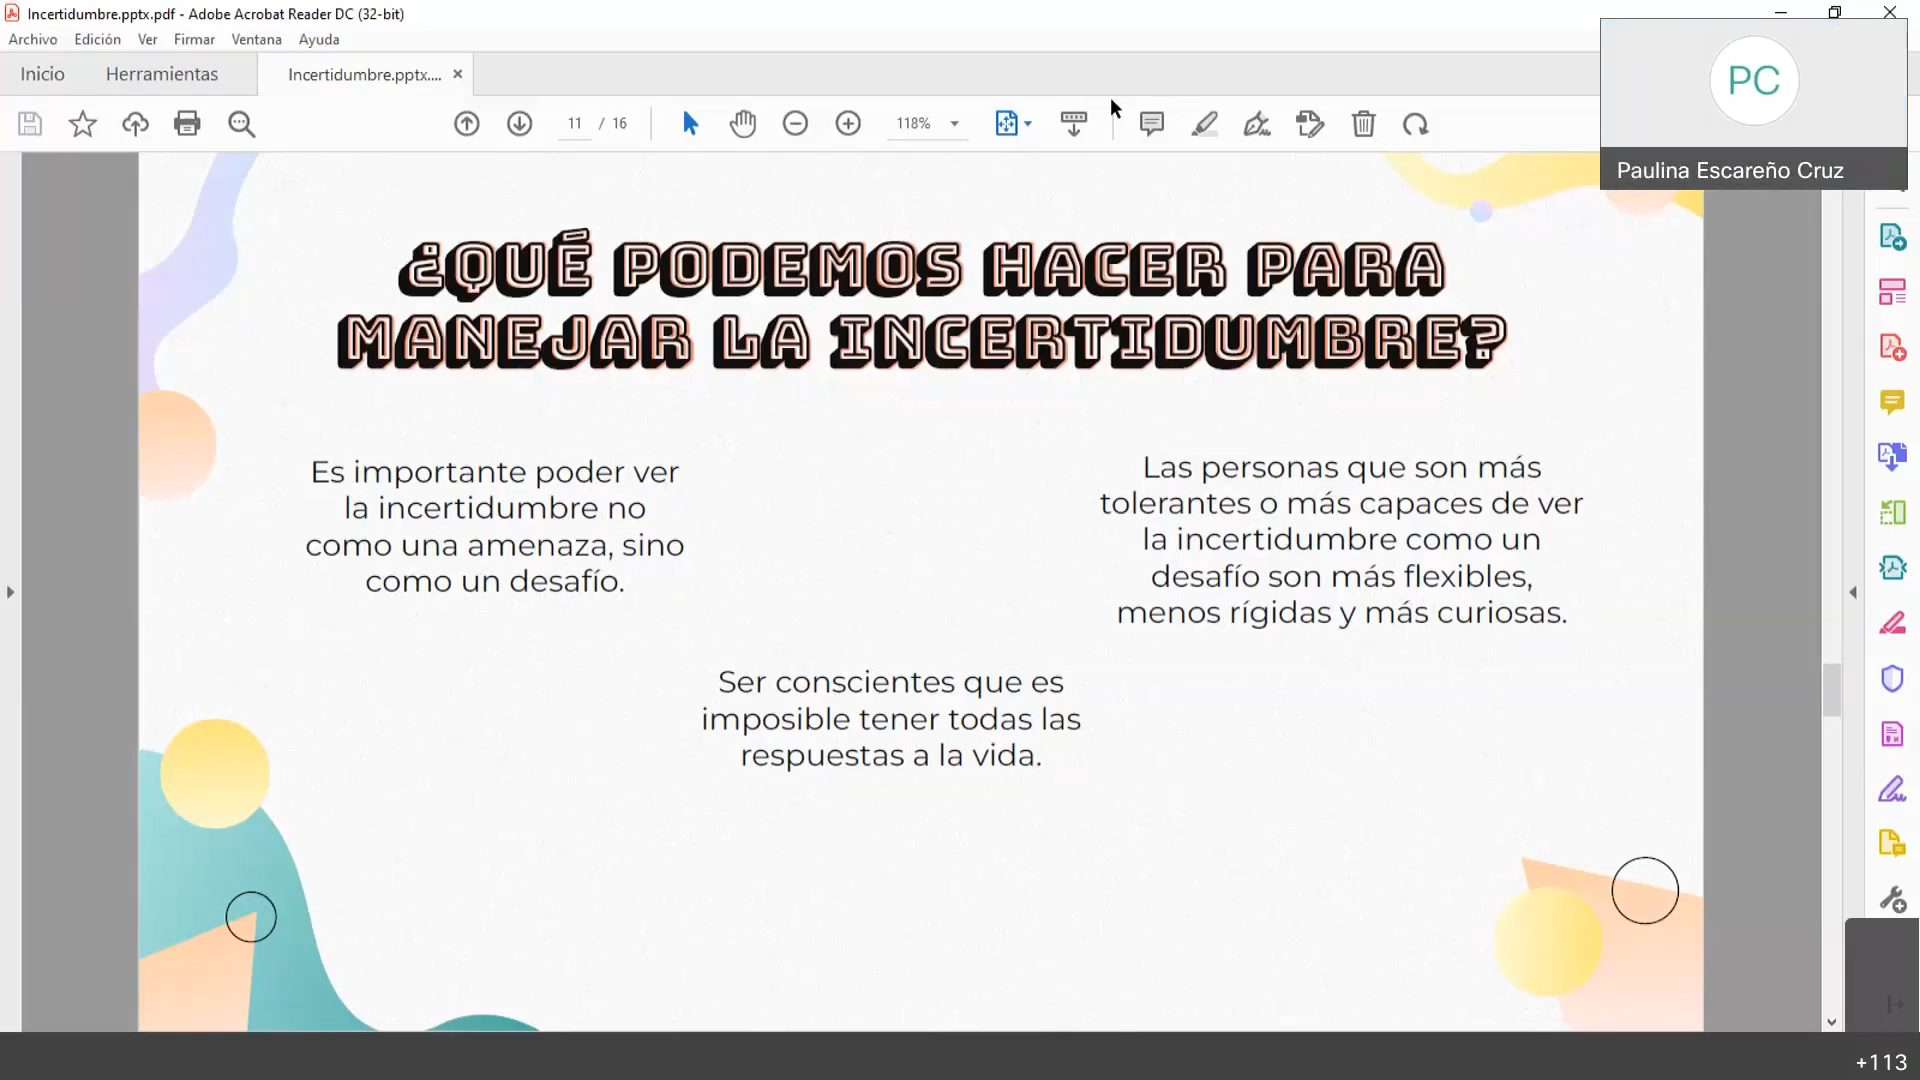 Incertidumbre.pptx.pdf - Adobe Acrobat Reader DC (32-bit)
Archivo Edición Ver Firmar Ventana Ayuda
Inicio Herramientas Incertidumbre.pptx....
11 / 16 118%
PC
Paulina Escareño Cruz
¿QUÉ PODEMOS HACER PARA
MANEJAR LA INCERTIDUMBRE?
Es importante poder ver
la incertidumbre no
como una amenaza, sino
como un desafío.
Las personas que son más
tolerantes o más capaces de ver
la incertidumbre como un
desafío son más flexibles,
menos rígidas y más curiosas.
Ser conscientes que es
imposible tener todas las
respuestas a la vida.
+113